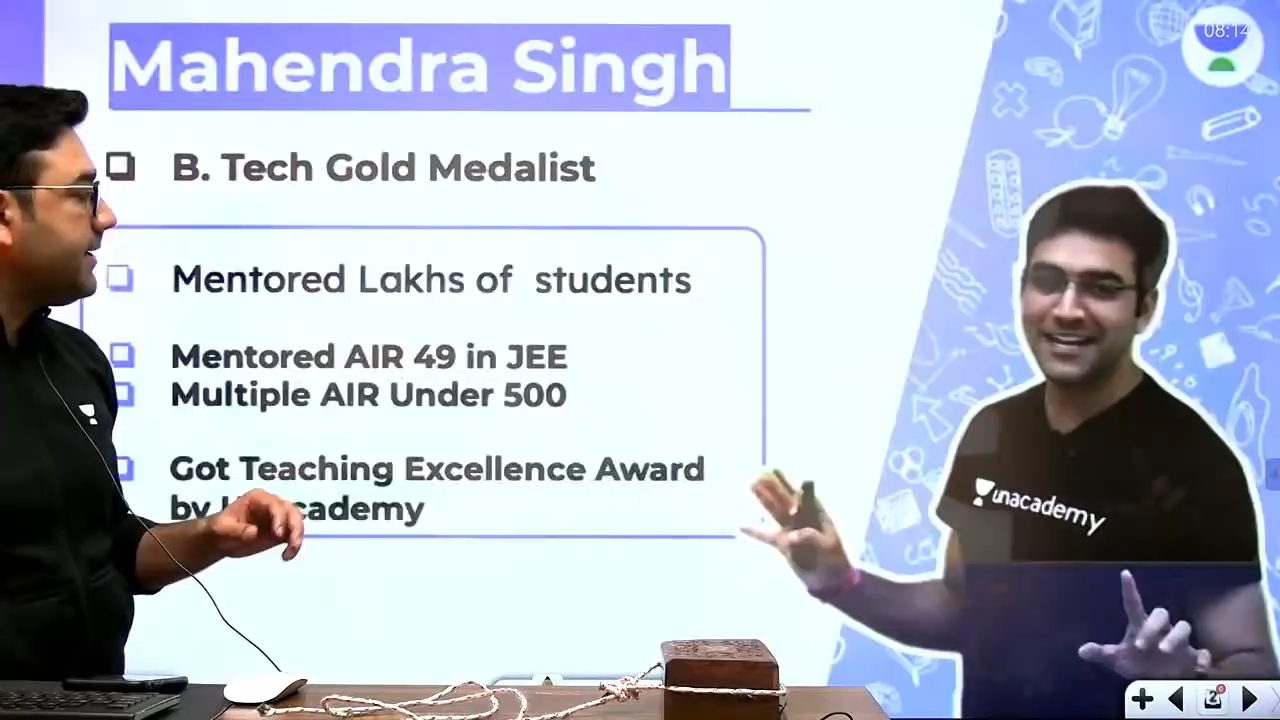 Mahendra Singh
08:14
B. Tech Gold Medalist
Mentored Lakhs of students
Mentored AIR 49 in JEE
Multiple AIR Under 500
Got Teaching Excellence Award
by
unacademy
2